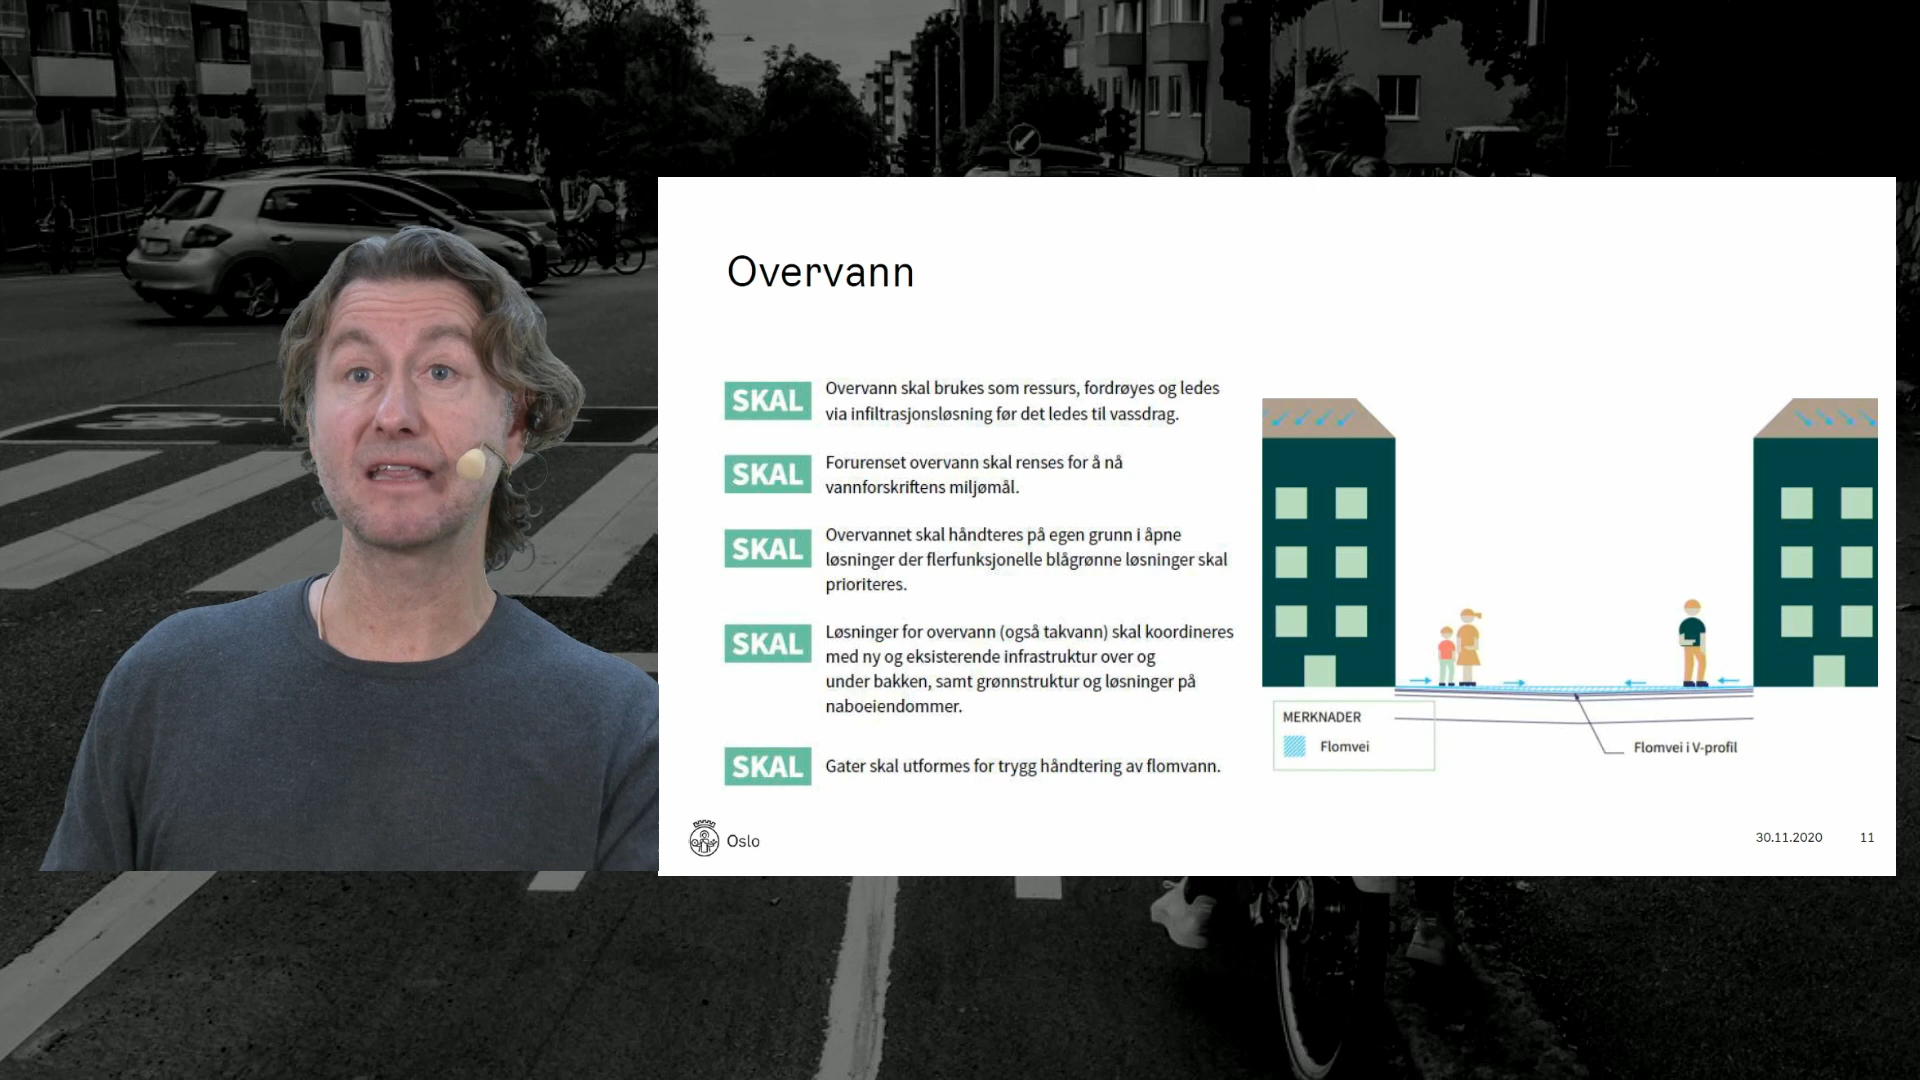 Overvann
SKAL
Overvann skal brukes som ressurs, fordrøyes og ledes
via infiltrasjonsløsning før det ledes til vassdrag.
SKAL
Forurenset overvann skal renses for å nå
vannforskriftens miljømål.
SKAL
Overvannet skal håndteres på egen grunn i åpne
løsninger der flerfunksjonelle blågrønne løsninger skal
prioriteres.
SKAL
Løsninger for overvann (også takvann) skal koordineres
med ny og eksisterende infrastruktur over og
under bakken, samt grønnstruktur og løsninger på
naboeiendommer.
SKAL
Gater skal utformes for trygg håndtering av flomvann.
MERKNADER
Flomvei
Flomvei i V-profil
Oslo
30.11.2020
11